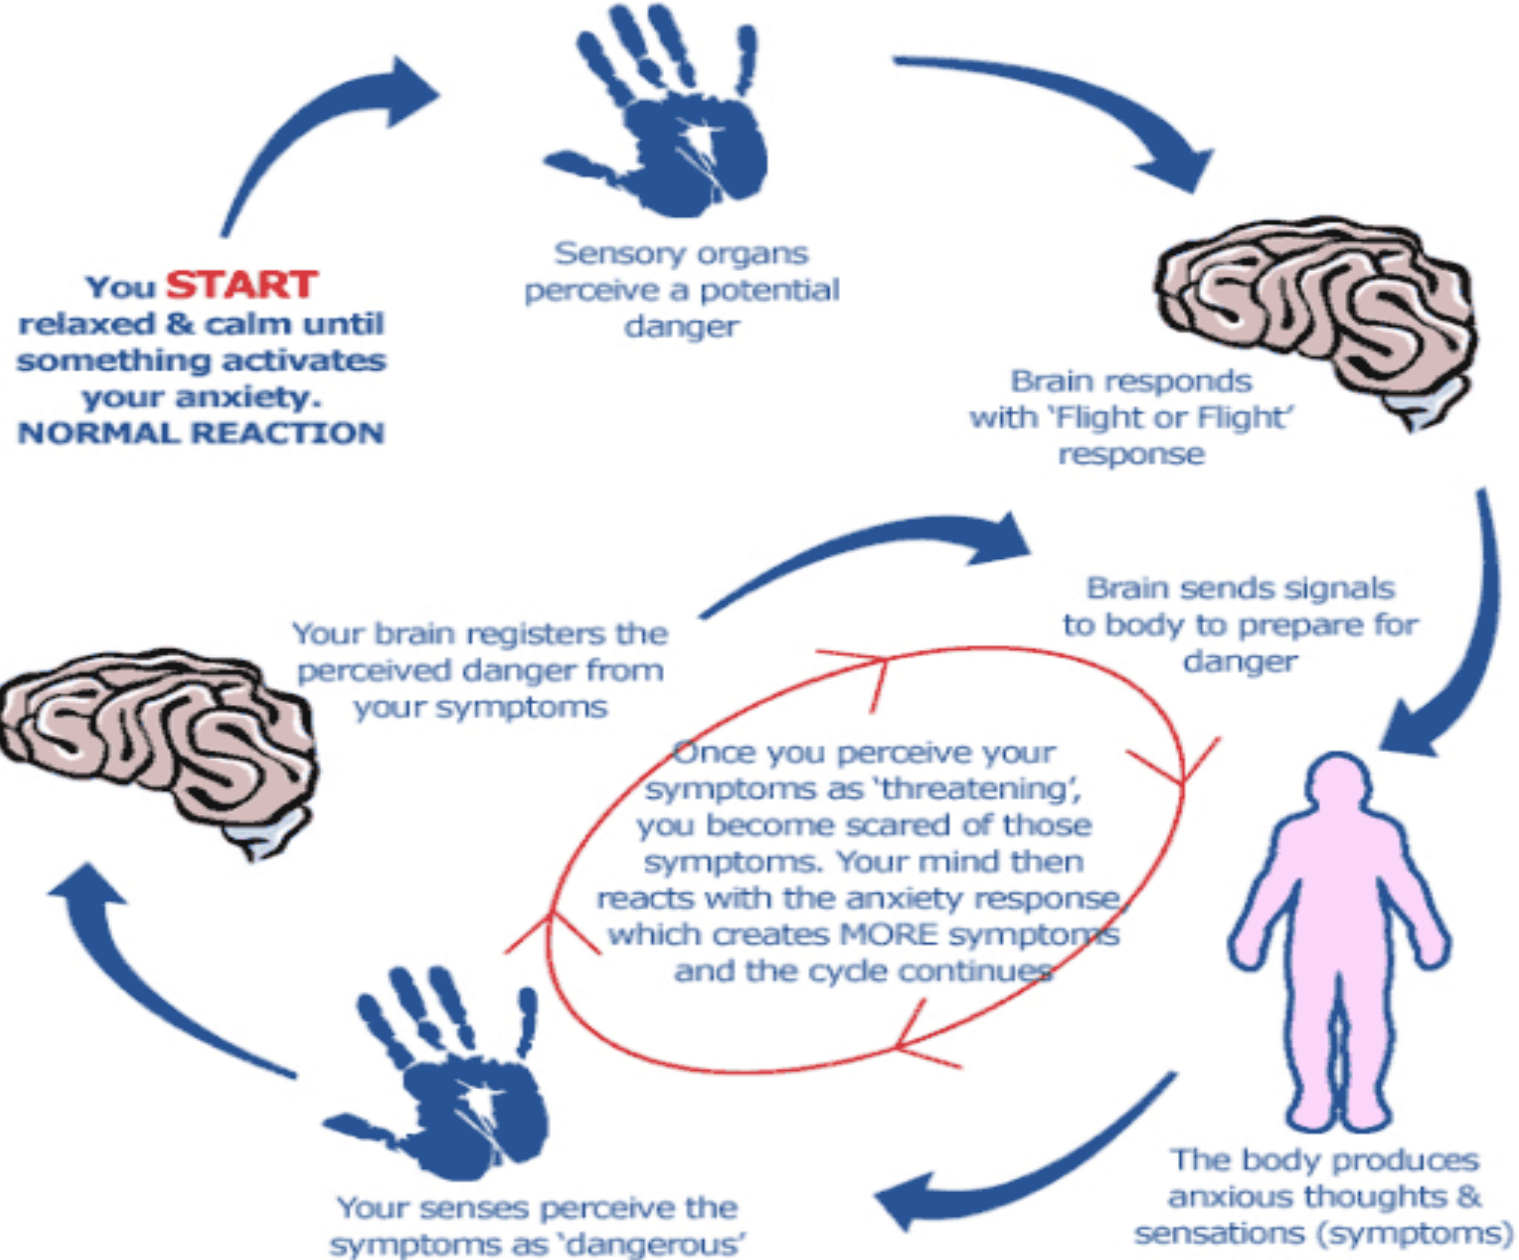 You START
relaxed & calm until
something activates
your anxiety.
NORMAL REACTION
Sensory organs
perceive a potential
danger
Brain responds
with ‘Flight or Flight’
response
Brain sends signals
to body to prepare for
danger
The body produces
anxious thoughts &
sensations (symptoms)
Your senses perceive the
symptoms as ‘dangerous’
Your brain registers the
perceived danger from
your symptoms
Once you perceive your
symptoms as ‘threatening’,
you become scared of those
symptoms. Your mind then
reacts with the anxiety response,
which creates MORE symptoms
and the cycle continues